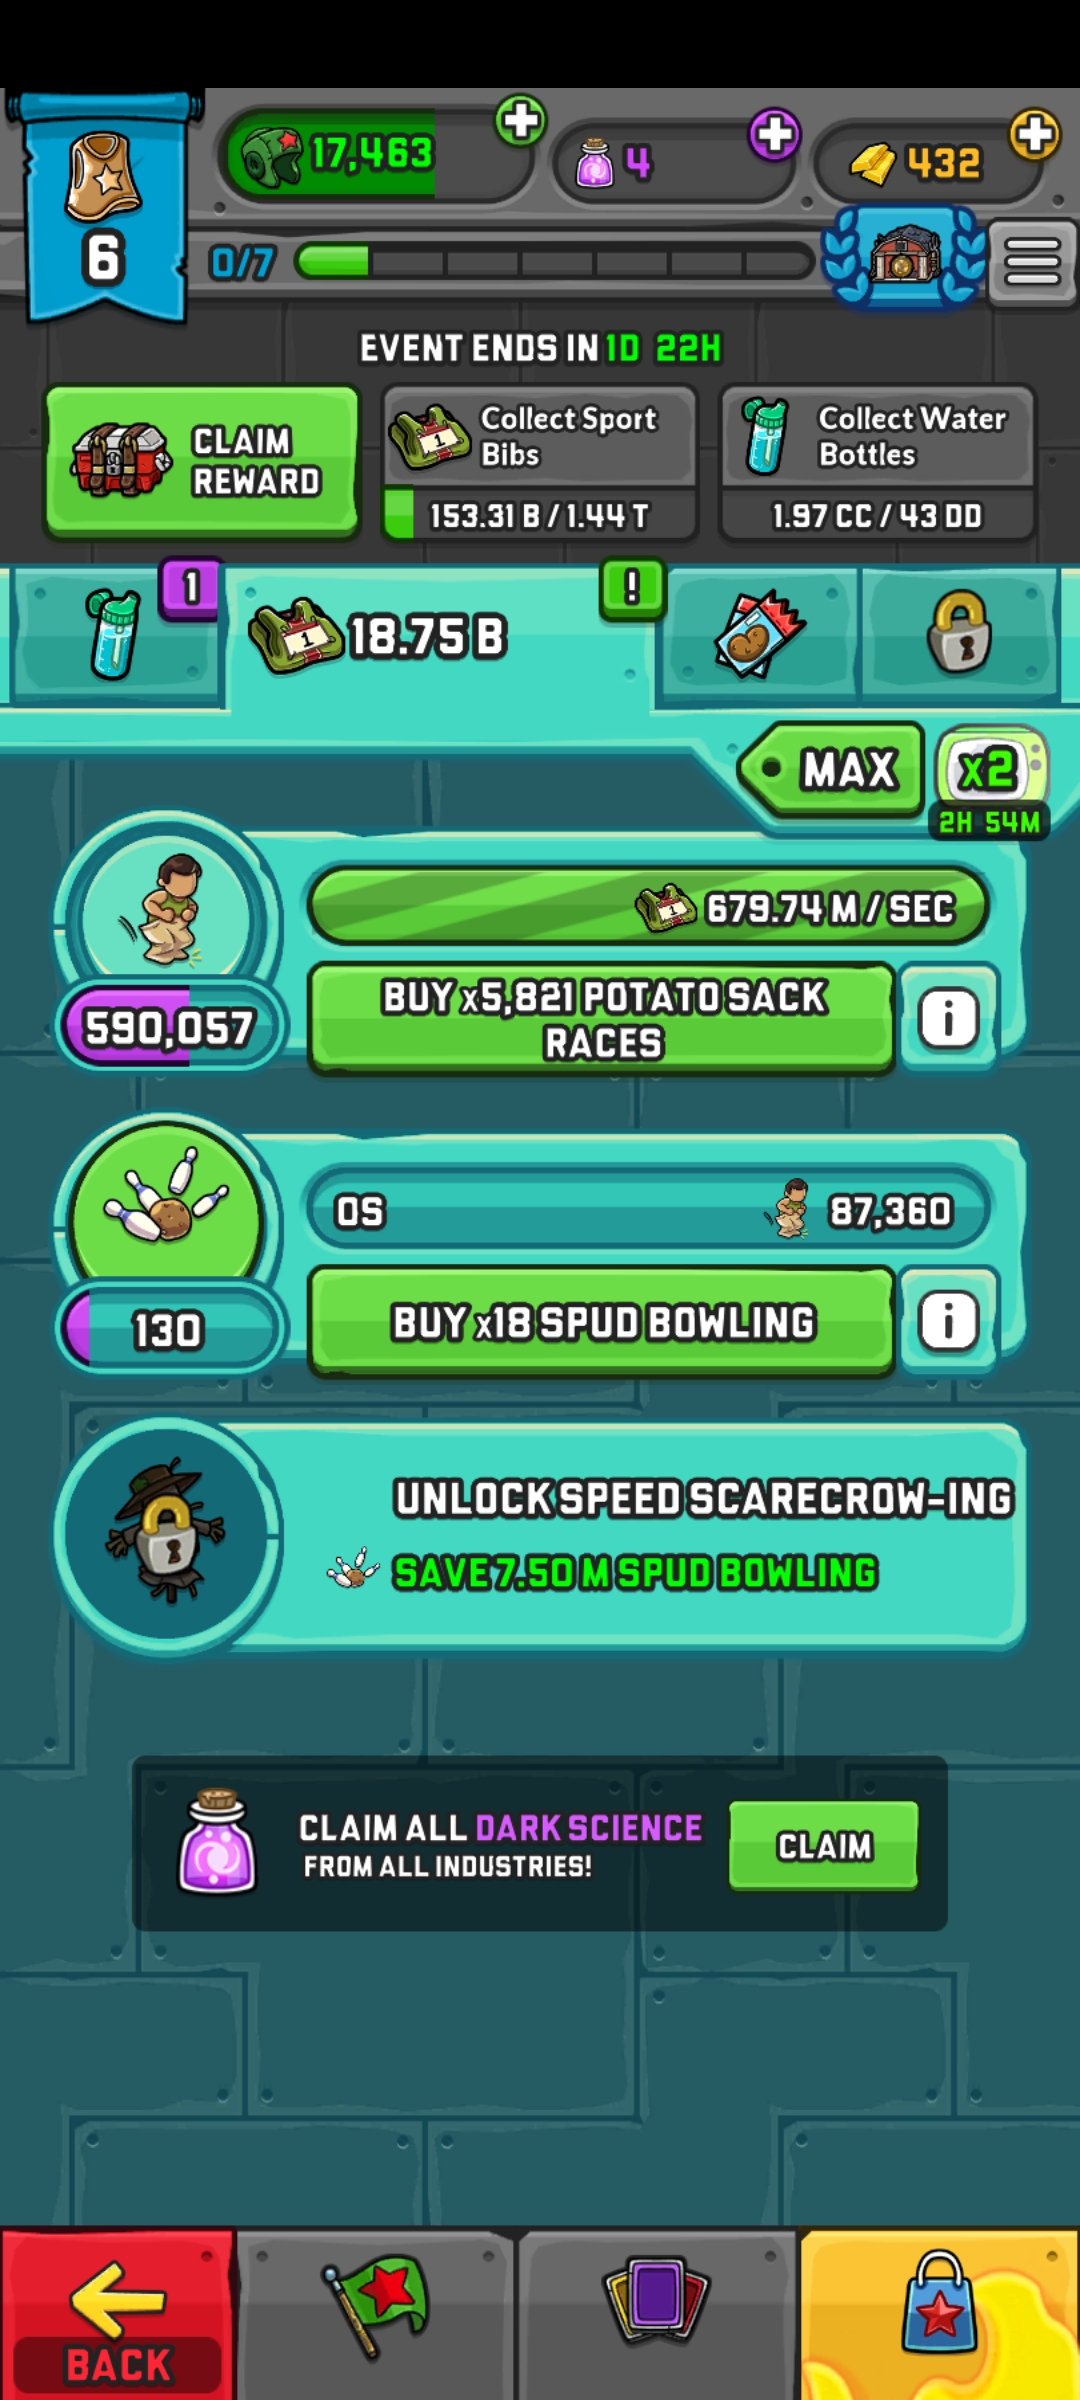 17,463
4
432
6
0/7
EVENT ENDS IN 1D 22H
CLAIM
REWARD
1
Collect Sport
Bibs
153.31 B / 1.44 T
Collect Water
Bottles
1.97 CC / 43 DD
1
1
18.75 B
!
MAX
x2
2H 54M
1
679.74 M / SEC
590,057
BUY x5,821 POTATO SACK
RACES
i
0S
87,360
130
BUY x18 SPUD BOWLING
i
UNLOCK SPEED SCARECROW-ING
SAVE 7.50 M SPUD BOWLING
CLAIM ALL DARK SCIENCE
FROM ALL INDUSTRIES!
CLAIM
BACK